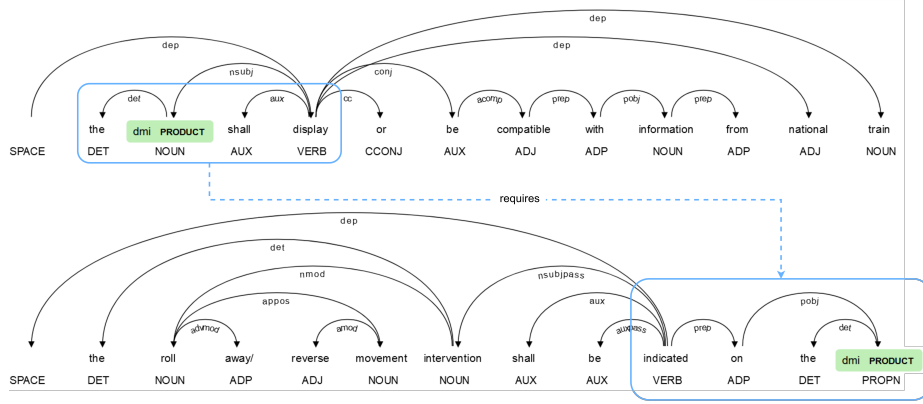 dep
dep
dep
nsubj
conj
det
aux
cc
acomp
prep
pobj
prep
the dmi PRODUCT shall display or be compatible with information from national train
SPACE DET NOUN AUX VERB CCONJ AUX ADJ ADP NOUN ADP ADJ NOUN
requires
dep
det
nmod
nsubjpass
appos
aux
pobj
advmod
amod
auxpass
prep
det
the roll away/ reverse movement intervention shall be indicated on the dmi PRODUCT
SPACE DET NOUN ADP ADJ NOUN NOUN AUX AUX VERB ADP DET PROPN